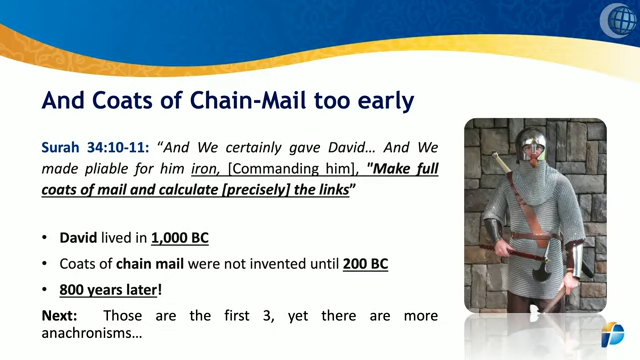 And Coats of Chain-Mail too early
Surah 34:10-11: “And We certainly gave David… And We
made pliable for him iron, [Commanding him], "Make full
coats of mail and calculate [precisely] the links”
• David lived in 1,000 BC
• Coats of chain mail were not invented until 200 BC
• 800 years later!
Next: Those are the first 3, yet there are more
anachronisms…